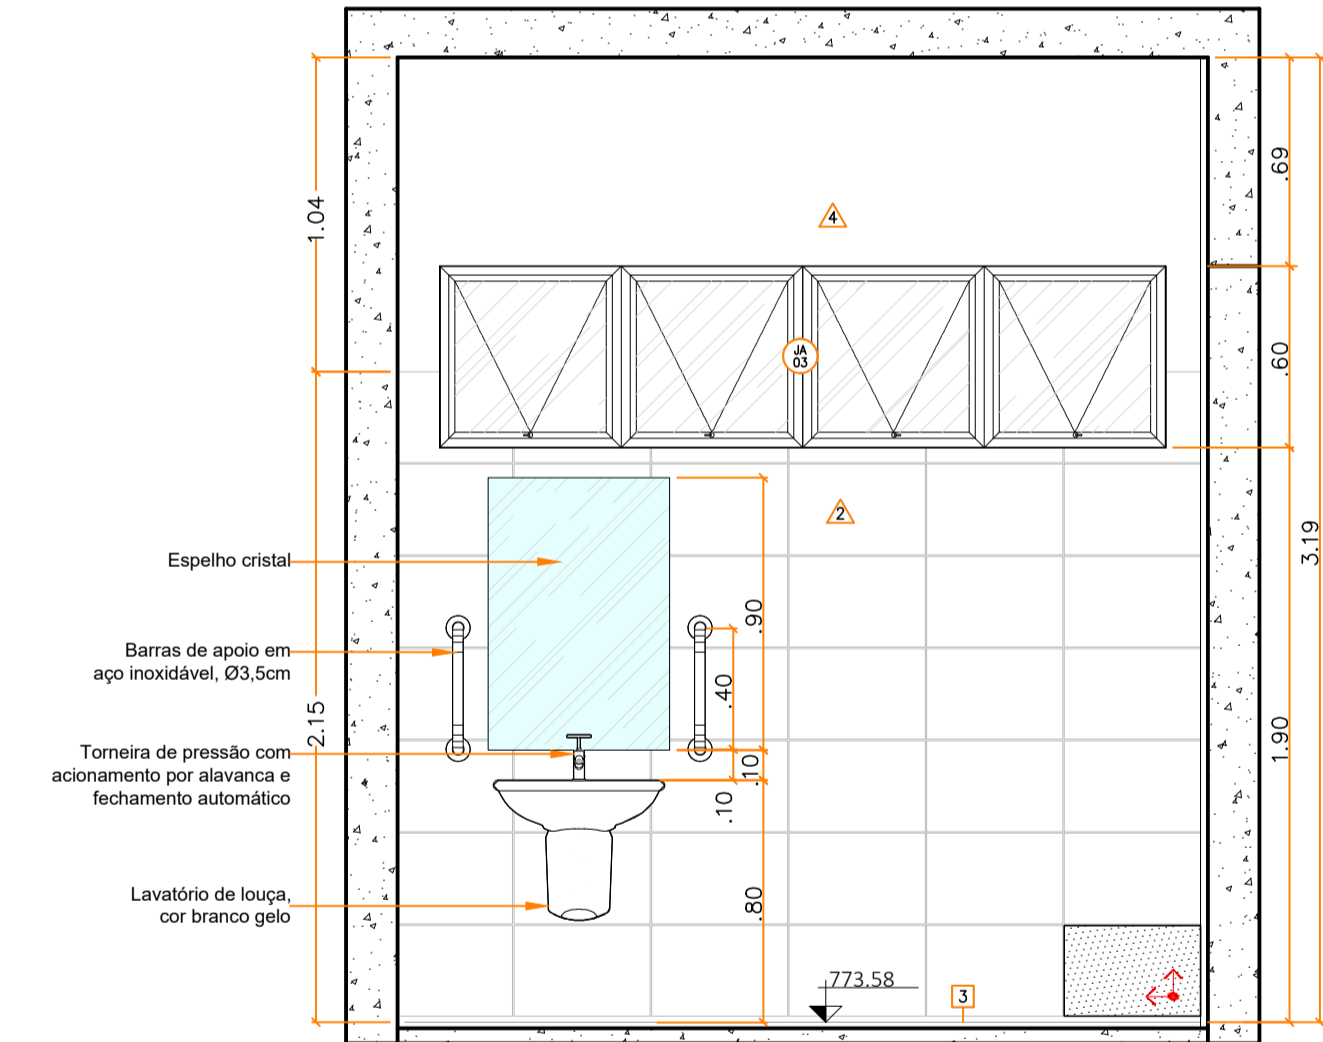 1.04
.69
4
JA
03
.60
2
3.19
Espelho cristal
.90
Barras de apoio em
aço inoxidável, Ø3,5cm
.40
2.15
1.90
Torneira de pressão com
acionamento por alavanca e
fechamento automático
.10
.10
Lavatório de louça,
cor branco gelo
.80
773.58
3